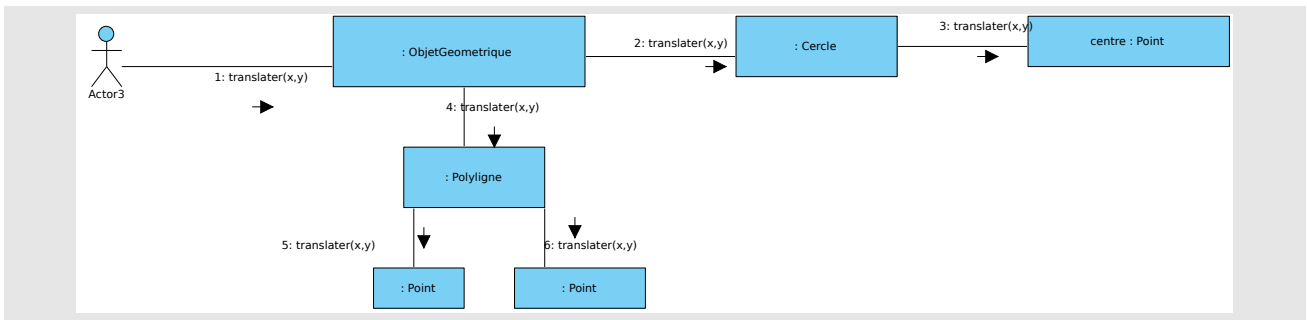 3: translater(x,y)
centre : Point
2: translater(x,y)
: Cercle
: ObjetGeometrique
1: translater(x,y)
Actor3
4: translater(x,y)
: Polyligne
5: translater(x,y)
6: translater(x,y)
: Point
: Point